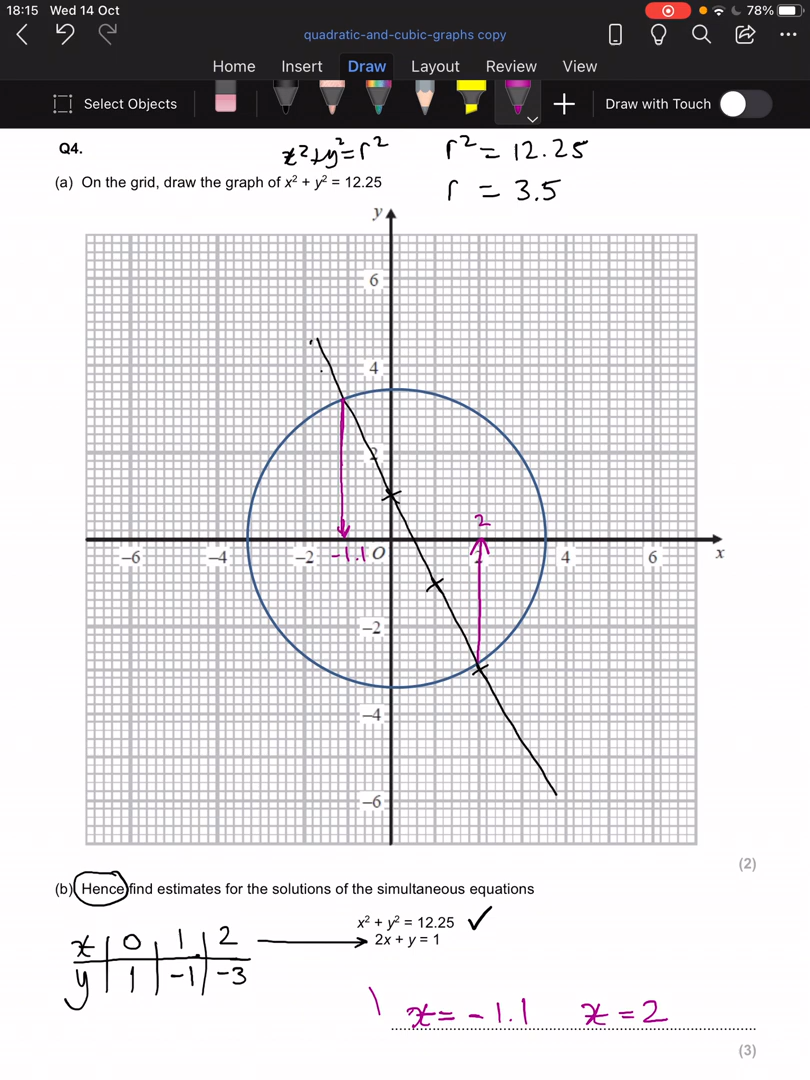 18:15 Wed 14 Oct 78%
quadratic-and-cubic-graphs copy
Home Insert Draw Layout Review View
Select Objects Draw with Touch
Q4. x²+y²=r² r² = 12.25
(a) On the grid, draw the graph of x² + y² = 12.25 r = 3.5
y
6
4
2
2
-6 -4 -2 -1.1 O 2 4 6 x
-2
-4
-6
(2)
(b) Hence find estimates for the solutions of the simultaneous equations
x² + y² = 12.25 ✓
2x + y = 1
x 0 1 2
y 1 -1 -3
x = -1.1 x = 2
(3)